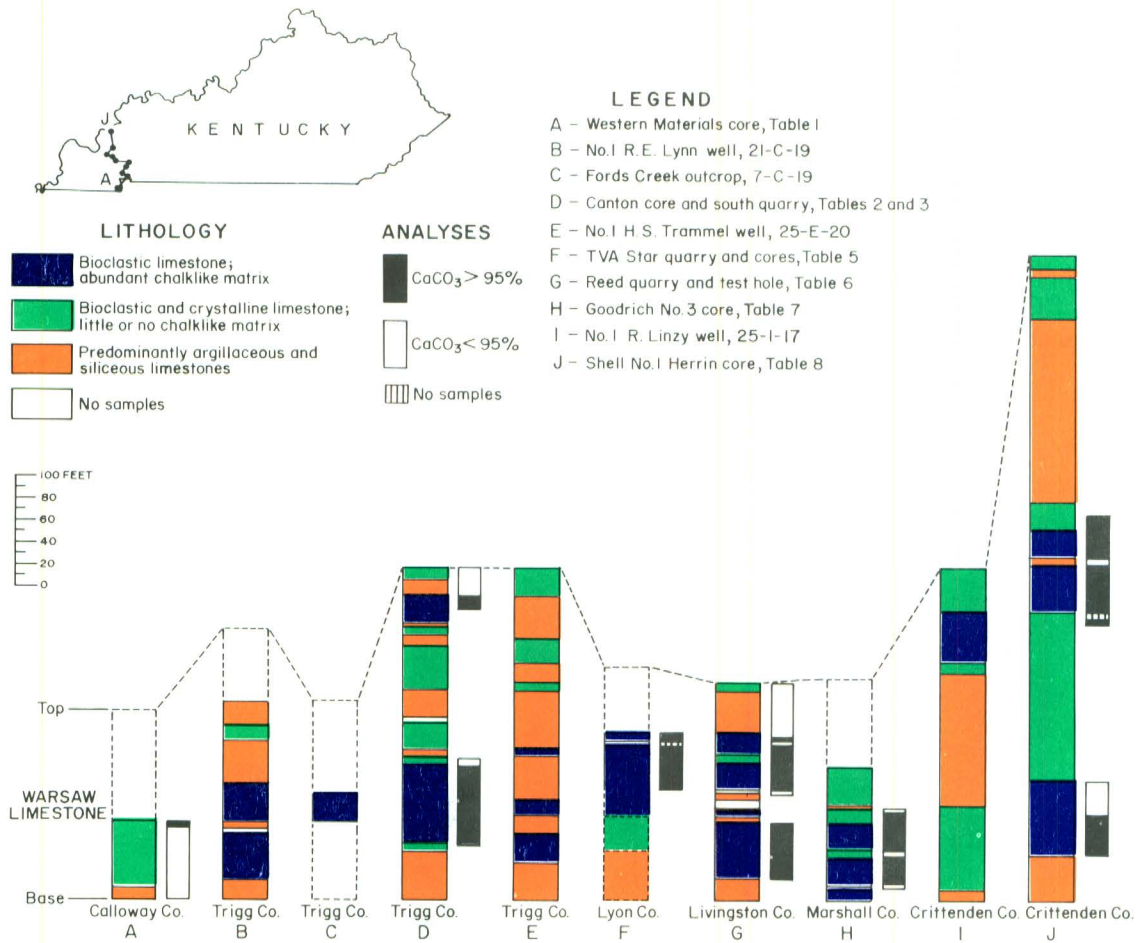 J
KENTUCKY
A
LEGEND
A – Western Materials core, Table 1
B – No.1 R.E. Lynn well, 21-C-19
C – Fords Creek outcrop, 7-C-19
D – Canton core and south quarry, Tables 2 and 3
E – No.1 H.S. Trammel well, 25-E-20
F – TVA Star quarry and cores, Table 5
G – Reed quarry and test hole, Table 6
H – Goodrich No.3 core, Table 7
I – No.1 R. Linzy well, 25-I-17
J – Shell No.1 Herrin core, Table 8
LITHOLOGY
Bioclastic limestone;
abundant chalklike matrix
Bioclastic and crystalline limestone;
little or no chalklike matrix
Predominantly argillaceous and
siliceous limestones
No samples
ANALYSES
CaCO₃ > 95%
CaCO₃ < 95%
No samples
100 FEET
80
60
40
20
0
Top
WARSAW
LIMESTONE
Base
Calloway Co. Trigg Co. Trigg Co. Trigg Co. Trigg Co. Lyon Co. Livingston Co. Marshall Co. Crittenden Co. Crittenden Co.
A B C D E F G H I J